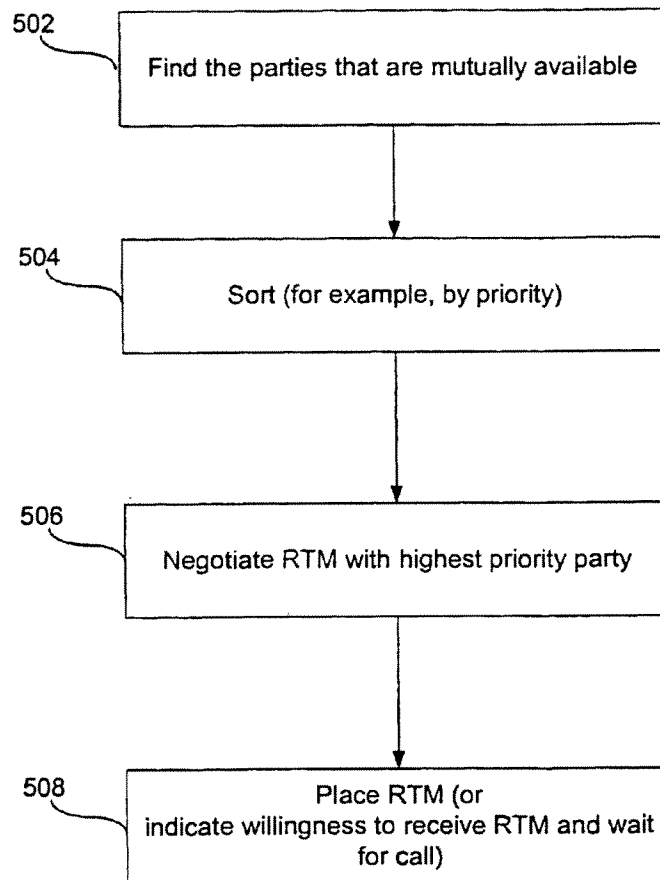 502
Find the parties that are mutually available
504
Sort (for example, by priority)
506
Negotiate RTM with highest priority party
508
Place RTM (or
indicate willingness to receive RTM and wait
for call)